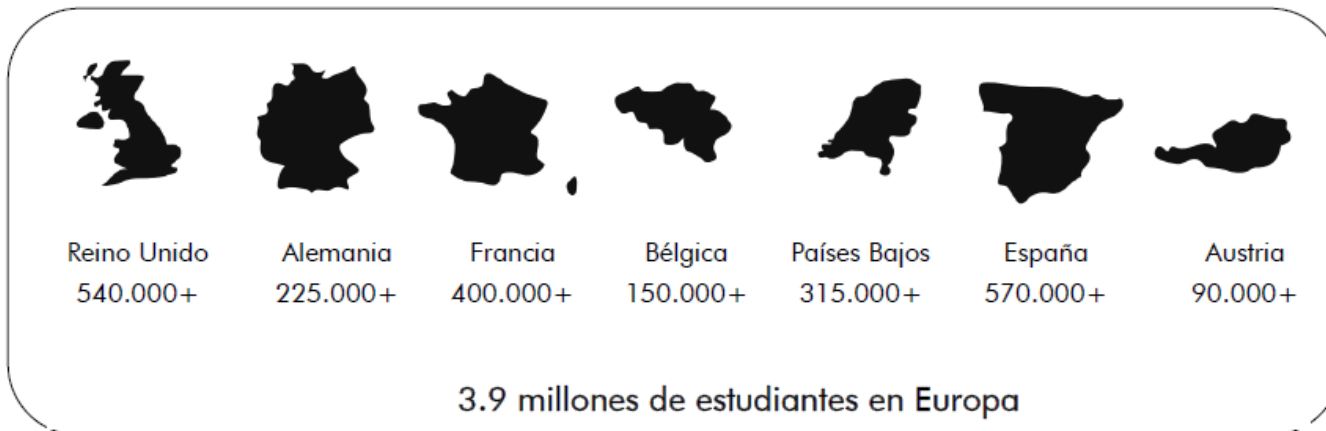 Reino Unido Alemania Francia Bélgica Países Bajos España Austria
540.000+ 225.000+ 400.000+ 150.000+ 315.000+ 570.000+ 90.000+
3.9 millones de estudiantes en Europa